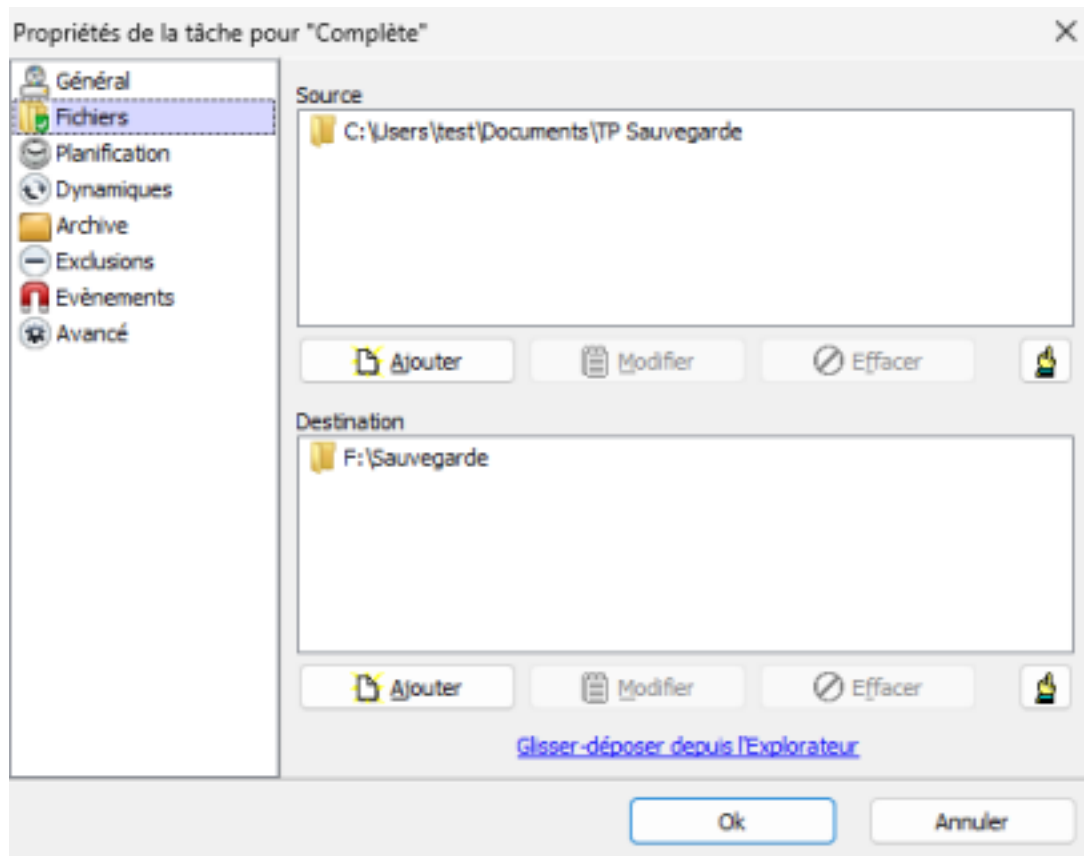 Propriétés de la tâche pour "Complète"
Général
Fichiers
Planification
Dynamiques
Archive
Exclusions
Evènements
Avancé
Source
C:\Users\test\Documents\TP Sauvegarde
Ajouter
Modifier
Effacer
Destination
F:\Sauvegarde
Ajouter
Modifier
Effacer
Glisser-déposer depuis l'Explorateur
Ok
Annuler